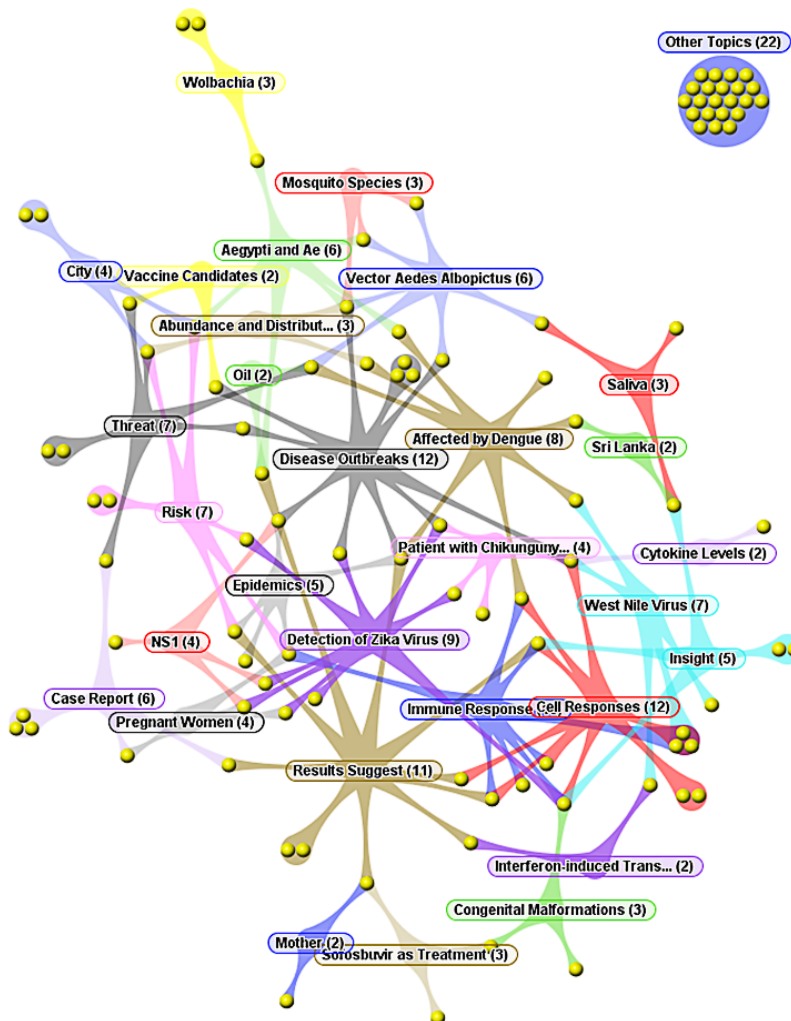 Other Topics (22)
Wolbachia (3)
Mosquito Species (3)
Aegypti and Ae (6)
City (4)
Vaccine Candidates (2)
Vector Aedes Albopictus (6)
Abundance and Distribut... (3)
Oil (2)
Saliva (3)
Threat (7)
Affected by Dengue (8)
Sri Lanka (2)
Disease Outbreaks (12)
Risk (7)
Patient with Chikunguny... (4)
Cytokine Levels (2)
Epidemics (5)
West Nile Virus (7)
NS1 (4)
Detection of Zika Virus (9)
Insight (5)
Case Report (6)
Pregnant Women (4)
Immune Response
Cell Responses (12)
Results Suggest (11)
Interferon-induced Trans... (2)
Congenital Malformations (3)
Mother (2)
Sofosbuvir as Treatment (3)